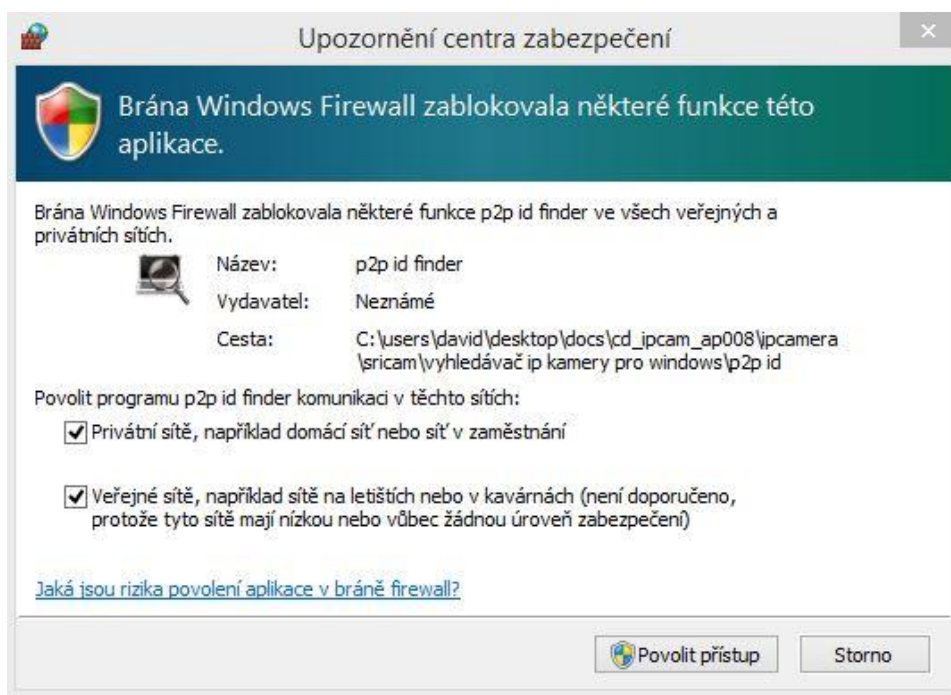 Upozornění centra zabezpečení
Brána Windows Firewall zablokovala některé funkce této
aplikace.
Brána Windows Firewall zablokovala některé funkce p2p id finder ve všech veřejných a
privátních sítích.
Název: p2p id finder
Vydavatel: Neznámé
Cesta: C:\users\david\desktop\docs\cd_ipcam_ap008\ipcamera
\sricam\vyhledávač ip kamery pro windows\p2p id
Povolit programu p2p id finder komunikaci v těchto sítích:
Privátní sítě, například domácí síť nebo síť v zaměstnání
Veřejné sítě, například sítě na letištích nebo v kavárnách (není doporučeno,
protože tyto sítě mají nízkou nebo vůbec žádnou úroveň zabezpečení)
Jaká jsou rizika povolení aplikace v bráně firewall?
Povolit přístup Storno